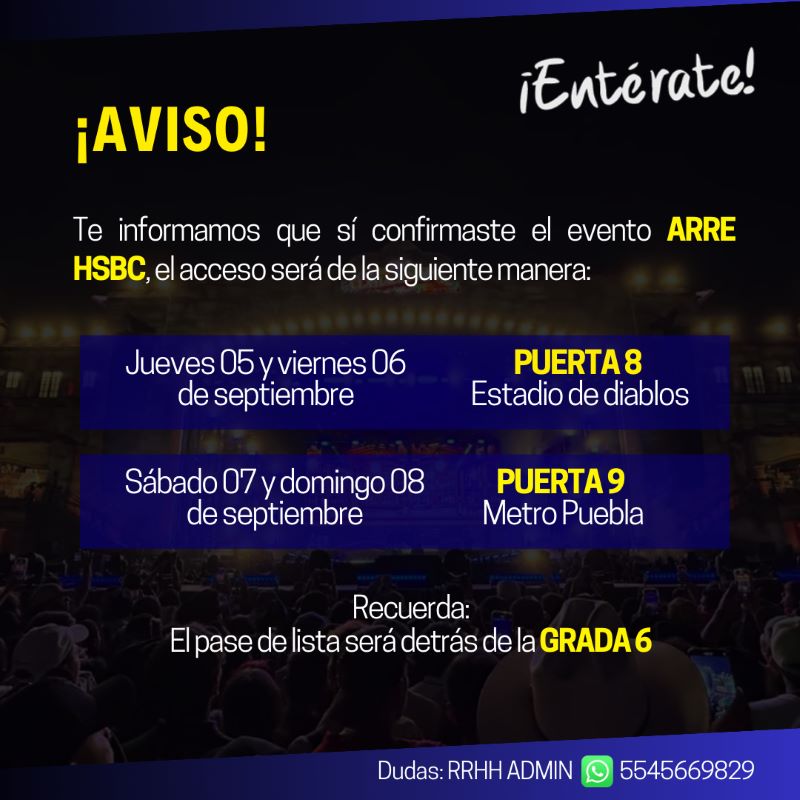 ¡Entérate!
¡AVISO!
Te informamos que sí confirmaste el evento ARRE
HSBC, el acceso será de la siguiente manera:
Jueves 05 y viernes 06
de septiembre
PUERTA 8
Estadio de diablos
Sábado 07 y domingo 08
de septiembre
PUERTA 9
Metro Puebla
Recuerda:
El pase de lista será detrás de la GRADA 6
Dudas: RRHH ADMIN 5545669829